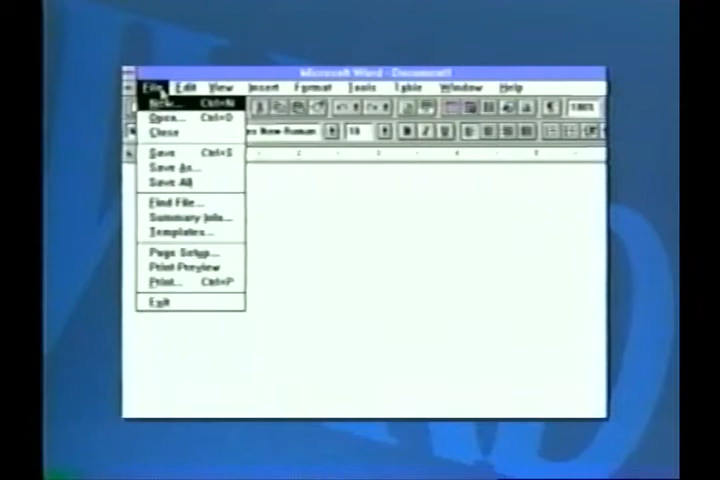 Microsoft Word - Document1
File Edit View Insert Format Tools Table Window Help
New... Ctrl+N
Open... Ctrl+O
Close
Save Ctrl+S
Save As...
Save All
Find File...
Summary Info...
Templates...
Page Setup...
Print Preview
Print... Ctrl+P
Exit
es New Roman 10
100%